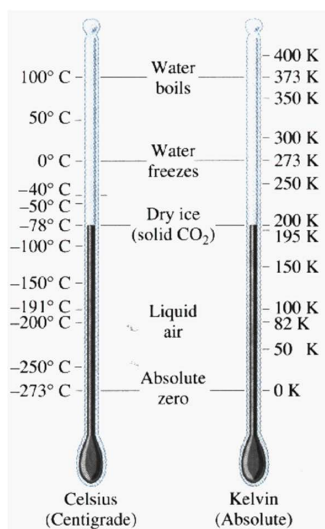 400 K
100° C
Water
boils
373 K
350 K
50° C
300 K
0° C
Water
freezes
273 K
–40° C
250 K
–50° C
–78° C
Dry ice
(solid CO₂)
200 K
195 K
–100° C
–150° C
150 K
–191° C
–200° C
Liquid
air
100 K
82 K
50 K
–250° C
–273° C
Absolute
zero
0 K
Celsius
(Centigrade)
Kelvin
(Absolute)